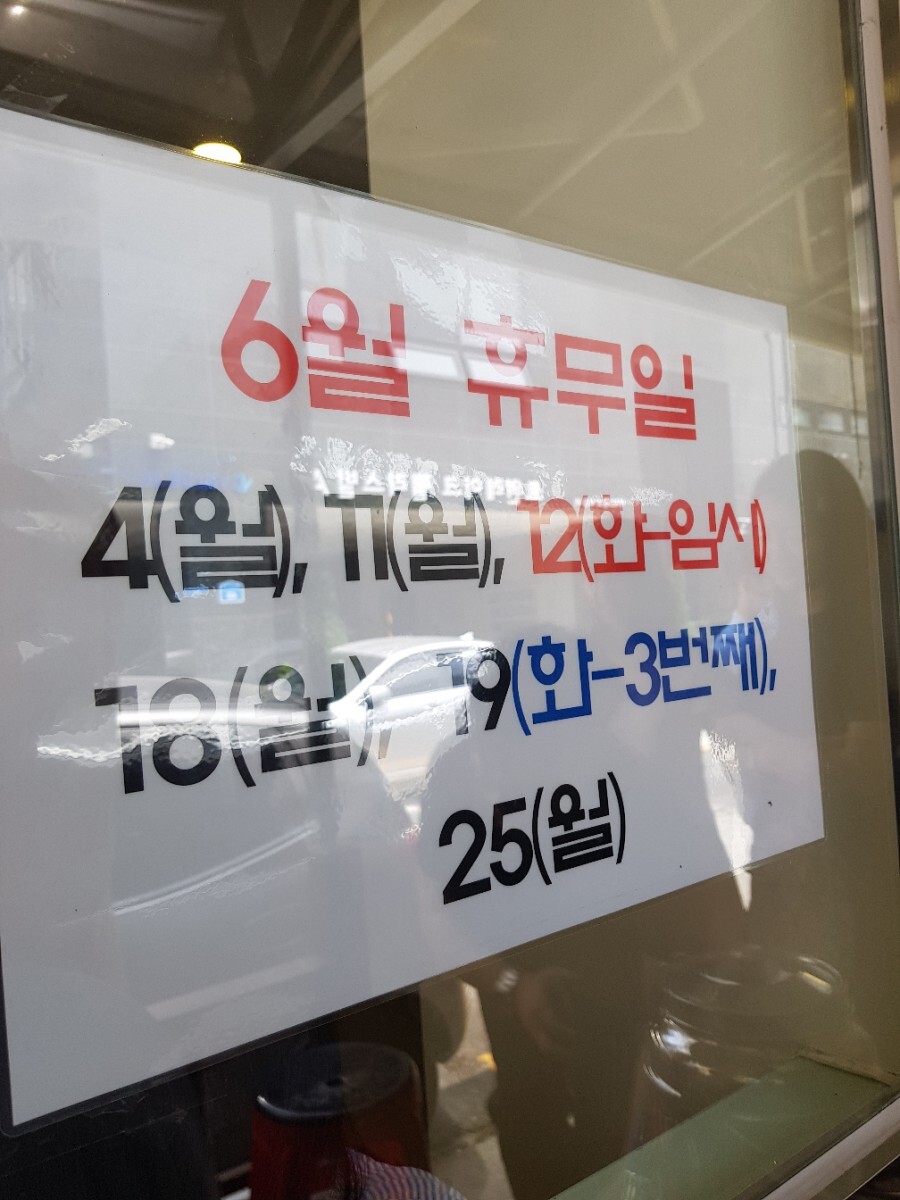 6월 휴무일
4(월), 11(월), 12(화-임시)
18(월), 19(화-3번째),
25(월)